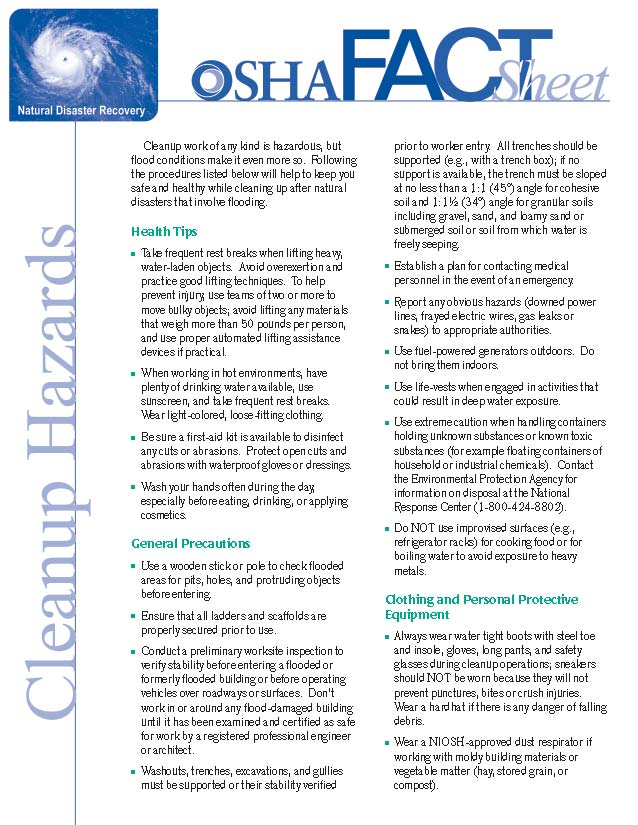 Natural Disaster Recovery
OSHA FACT Sheet
Cleanup Hazards
Cleanup work of any kind is hazardous, but
flood conditions make it even more so. Following
the procedures listed below will help to keep you
safe and healthy while cleaning up after natural
disasters that involve flooding.
Health Tips
▪ Take frequent rest breaks when lifting heavy,
water-laden objects. Avoid overexertion and
practice good lifting techniques. To help
prevent injury, use teams of two or more to
move bulky objects; avoid lifting any materials
that weigh more than 50 pounds per person,
and use proper automated lifting assistance
devices if practical.
▪ When working in hot environments, have
plenty of drinking water available, use
sunscreen, and take frequent rest breaks.
Wear light-colored, loose-fitting clothing.
▪ Be sure a first-aid kit is available to disinfect
any cuts or abrasions. Protect open cuts and
abrasions with waterproof gloves or dressings.
▪ Wash your hands often during the day,
especially before eating, drinking, or applying
cosmetics.
General Precautions
▪ Use a wooden stick or pole to check flooded
areas for pits, holes, and protruding objects
before entering.
▪ Ensure that all ladders and scaffolds are
properly secured prior to use.
▪ Conduct a preliminary worksite inspection to
verify stability before entering a flooded or
formerly flooded building or before operating
vehicles over roadways or surfaces. Don't
work in or around any flood-damaged building
until it has been examined and certified as safe
for work by a registered professional engineer
or architect.
▪ Washouts, trenches, excavations, and gullies
must be supported or their stability verified
prior to worker entry. All trenches should be
supported (e.g., with a trench box); if no
support is available, the trench must be sloped
at no less than a 1:1 (45°) angle for cohesive
soil and 1:1½ (34°) angle for granular soils
including gravel, sand, and loamy sand or
submerged soil or soil from which water is
freely seeping.
▪ Establish a plan for contacting medical
personnel in the event of an emergency.
▪ Report any obvious hazards (downed power
lines, frayed electric wires, gas leaks or
snakes) to appropriate authorities.
▪ Use fuel-powered generators outdoors. Do
not bring them indoors.
▪ Use life-vests when engaged in activities that
could result in deep water exposure.
▪ Use extreme caution when handling containers
holding unknown substances or known toxic
substances (for example floating containers of
household or industrial chemicals). Contact
the Environmental Protection Agency for
information on disposal at the National
Response Center (1-800-424-8802).
▪ Do NOT use improvised surfaces (e.g.,
refrigerator racks) for cooking food or for
boiling water to avoid exposure to heavy
metals.
Clothing and Personal Protective
Equipment
▪ Always wear water tight boots with steel toe
and insole, gloves, long pants, and safety
glasses during cleanup operations; sneakers
should NOT be worn because they will not
prevent punctures, bites or crush injuries.
Wear a hardhat if there is any danger of falling
debris.
▪ Wear a NIOSH-approved dust respirator if
working with moldy building materials or
vegetable matter (hay, stored grain, or
compost).